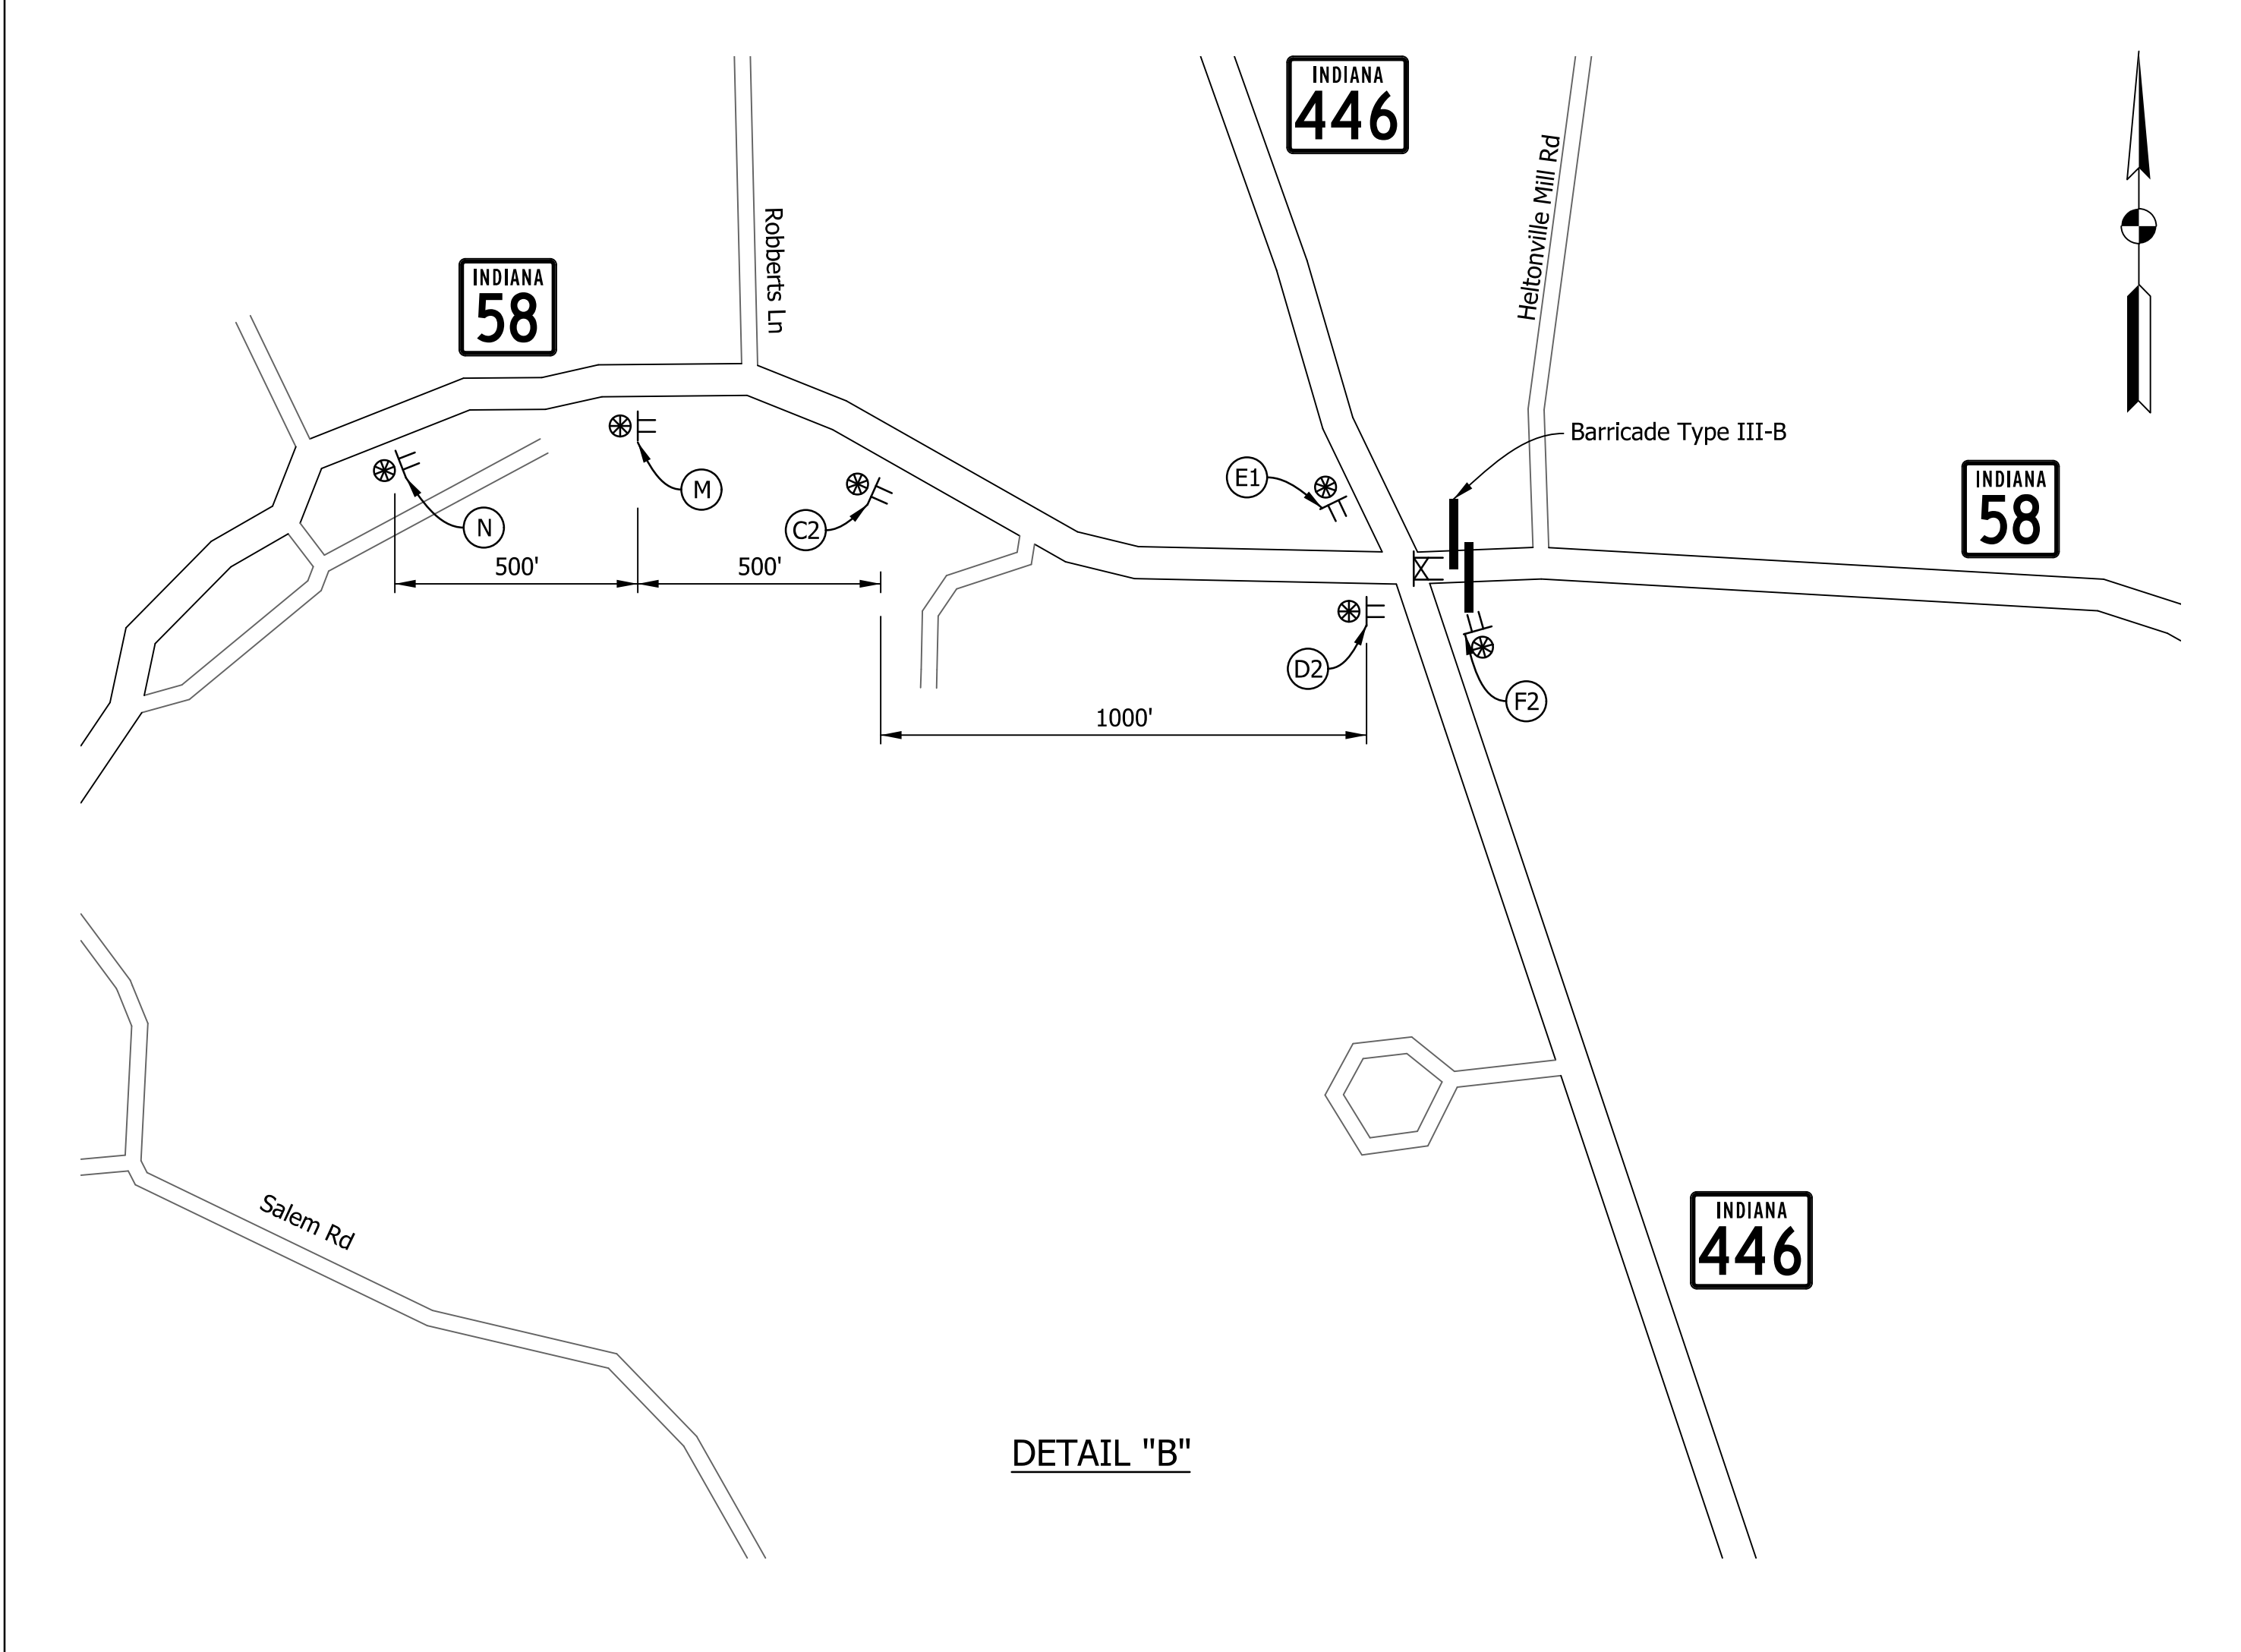 INDIANA
446
Heltonville Mill Rd
Robberts Ln
INDIANA
58
Barricade Type III-B
INDIANA
58
E1
M
C2
N
500'
500'
D2
F2
1000'
Salem Rd
INDIANA
446
DETAIL "B"